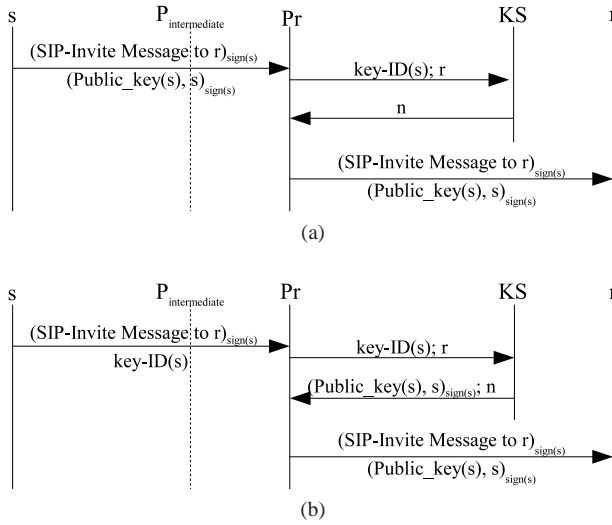 s P_intermediate Pr KS r
(SIP-Invite Message to r)_sign(s)
(Public_key(s), s)_sign(s)
key-ID(s); r
n
(SIP-Invite Message to r)_sign(s)
(Public_key(s), s)_sign(s)
(a)
s P_intermediate Pr KS r
(SIP-Invite Message to r)_sign(s)
key-ID(s)
key-ID(s); r
(Public_key(s), s)_sign(s); n
(SIP-Invite Message to r)_sign(s)
(Public_key(s), s)_sign(s)
(b)